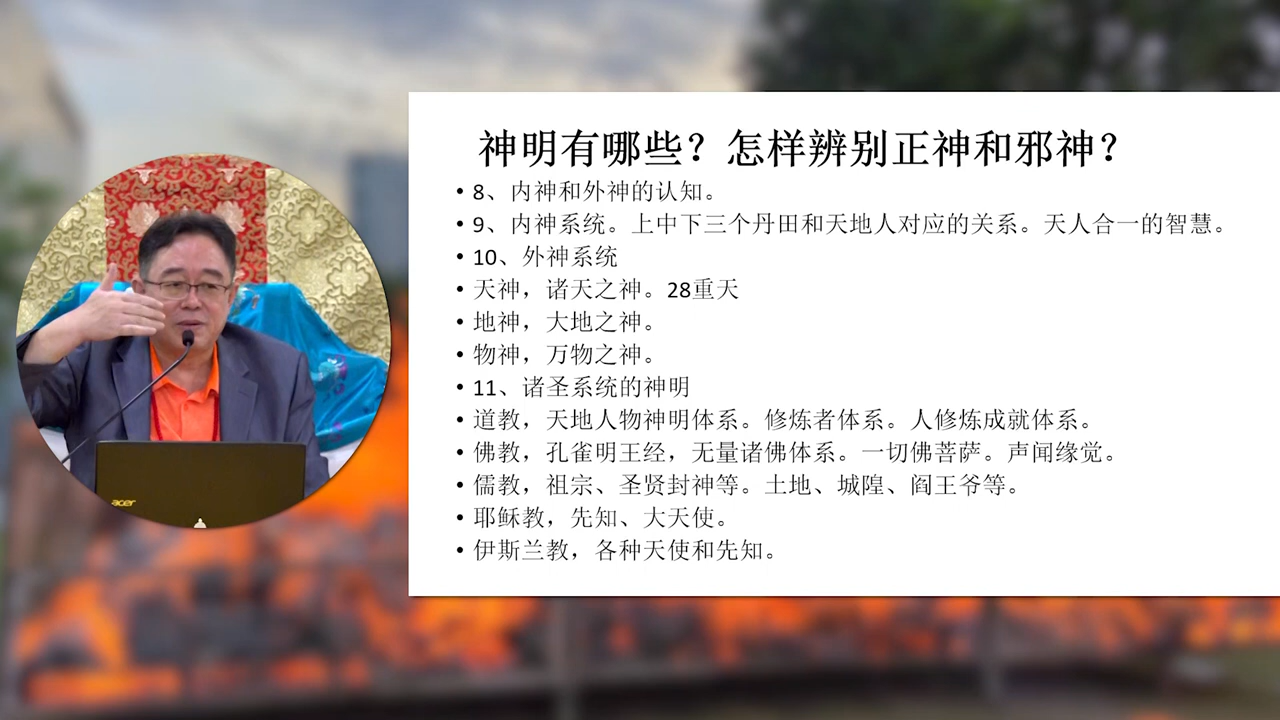 神明有哪些？怎样辨别正神和邪神？
• 8、内神和外神的认知。
• 9、内神系统。上中下三个丹田和天地人对应的关系。天人合一的智慧。
• 10、外神系统
• 天神，诸天之神。28重天
• 地神，大地之神。
• 物神，万物之神。
• 11、诸圣系统的神明
• 道教，天地人物神明体系。修炼者体系。人修炼成就体系。
• 佛教，孔雀明王经，无量诸佛体系。一切佛菩萨。声闻缘觉。
• 儒教，祖宗、圣贤封神等。土地、城隍、阎王爷等。
• 耶稣教，先知、大天使。
• 伊斯兰教，各种天使和先知。
acer